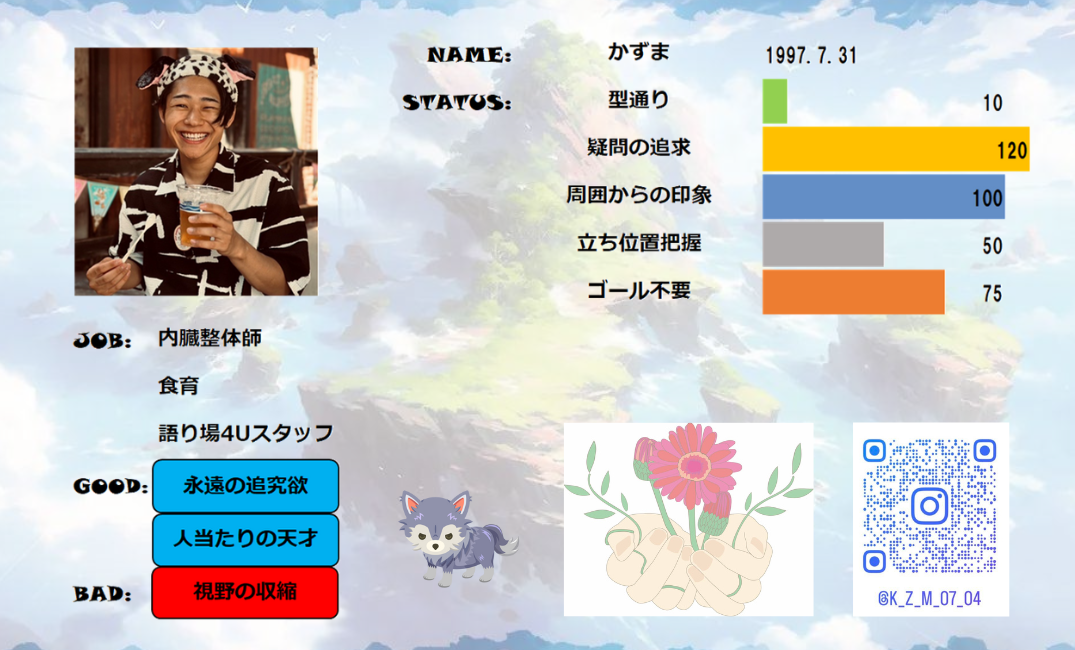 NAME: かずま 1997.7.31
STATUS: 型通り 10
疑問の追求 120
周囲からの印象 100
立ち位置把握 50
ゴール不要 75
JOB: 内臓整体師
食育
語り場4Uスタッフ
GOOD: 永遠の追究欲
人当たりの天才
BAD: 視野の収縮
@K_Z_M_07_04